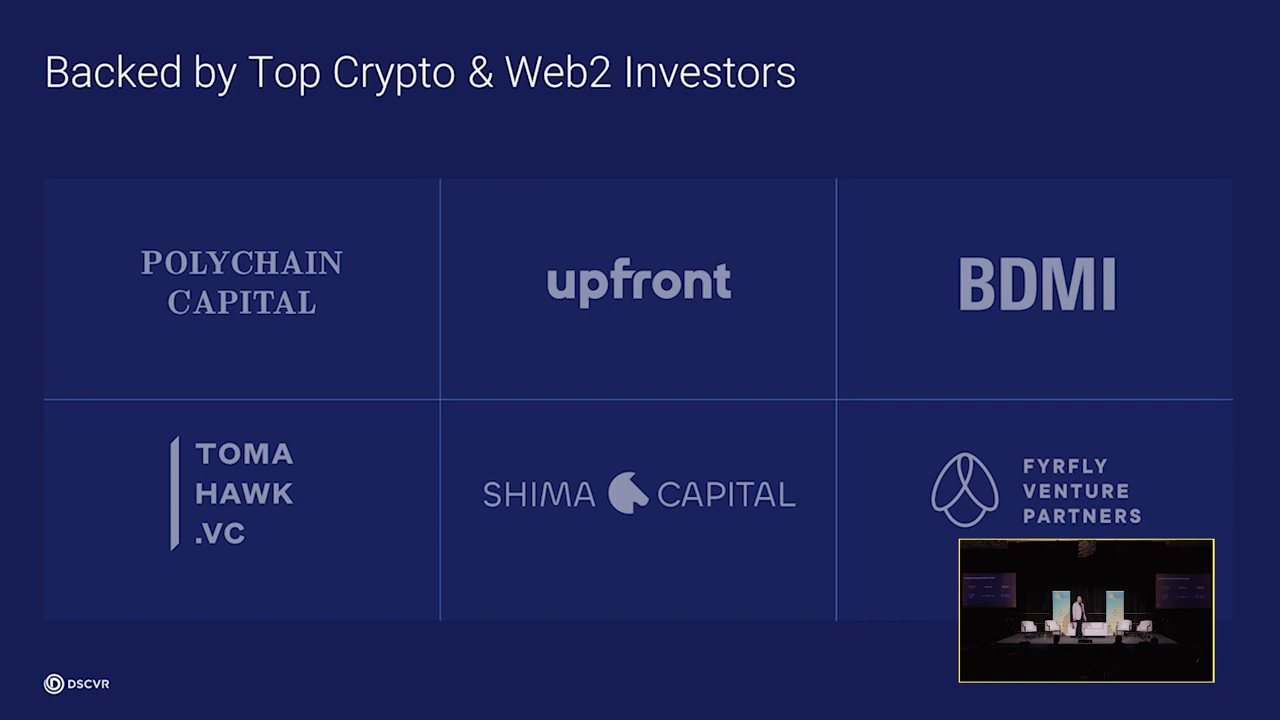 Backed by Top Crypto & Web2 Investors
POLYCHAIN
CAPITAL
upfront
BDMI
TOMA
HAWK
.VC
SHIMA CAPITAL
FYRFLY
VENTURE
PARTNERS
DSCVR